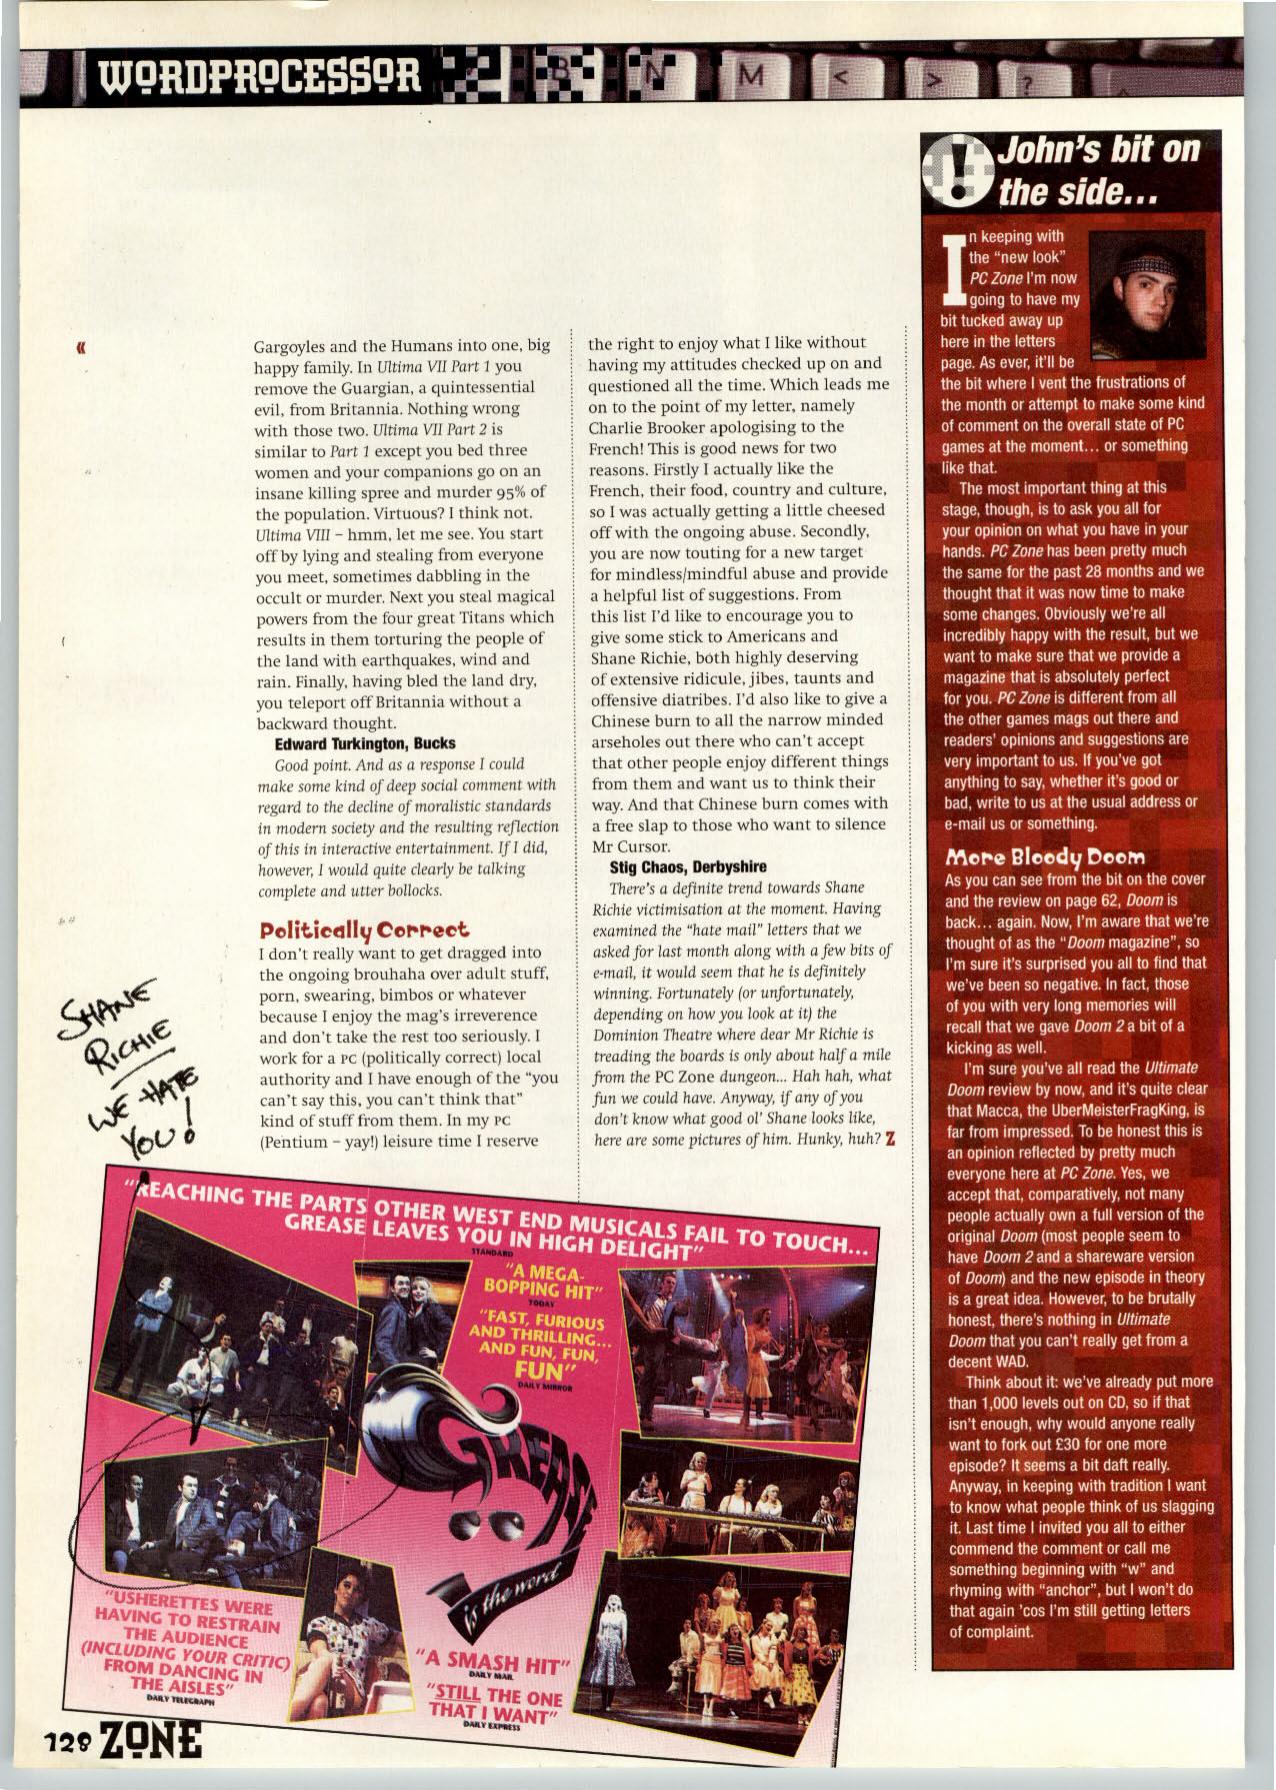 WORDPROCESSOR
B N M < > ?
«
Gargoyles and the Humans into one, big
happy family. In Ultima VII Part 1 you
remove the Guargian, a quintessential
evil, from Britannia. Nothing wrong
with those two. Ultima VII Part 2 is
similar to Part 1 except you bed three
women and your companions go on an
insane killing spree and murder 95% of
the population. Virtuous? I think not.
Ultima VIII – hmm, let me see. You start
off by lying and stealing from everyone
you meet, sometimes dabbling in the
occult or murder. Next you steal magical
powers from the four great Titans which
results in them torturing the people of
the land with earthquakes, wind and
rain. Finally, having bled the land dry,
you teleport off Britannia without a
backward thought.
Edward Turkington, Bucks
Good point. And as a response I could
make some kind of deep social comment with
regard to the decline of moralistic standards
in modern society and the resulting reflection
of this in interactive entertainment. If I did,
however, I would quite clearly be talking
complete and utter bollocks.
Politically Correct
I don't really want to get dragged into
the ongoing brouhaha over adult stuff,
porn, swearing, bimbos or whatever
because I enjoy the mag's irreverence
and don't take the rest too seriously. I
work for a PC (politically correct) local
authority and I have enough of the "you
can't say this, you can't think that"
kind of stuff from them. In my PC
(Pentium – yay!) leisure time I reserve
the right to enjoy what I like without
having my attitudes checked up on and
questioned all the time. Which leads me
on to the point of my letter, namely
Charlie Brooker apologising to the
French! This is good news for two
reasons. Firstly I actually like the
French, their food, country and culture,
so I was actually getting a little cheesed
off with the ongoing abuse. Secondly,
you are now touting for a new target
for mindless/mindful abuse and provide
a helpful list of suggestions. From
this list I'd like to encourage you to
give some stick to Americans and
Shane Richie, both highly deserving
of extensive ridicule, jibes, taunts and
offensive diatribes. I'd also like to give a
Chinese burn to all the narrow minded
arseholes out there who can't accept
that other people enjoy different things
from them and want us to think their
way. And that Chinese burn comes with
a free slap to those who want to silence
Mr Cursor.
Stig Chaos, Derbyshire
There's a definite trend towards Shane
Richie victimisation at the moment. Having
examined the "hate mail" letters that we
asked for last month along with a few bits of
e-mail, it would seem that he is definitely
winning. Fortunately (or unfortunately,
depending on how you look at it) the
Dominion Theatre where dear Mr Richie is
treading the boards is only about half a mile
from the PC Zone dungeon... Hah hah, what
fun we could have. Anyway, if any of you
don't know what good ol' Shane looks like,
here are some pictures of him. Hunky, huh? Z
SHANE
RICHIE
WE HATE
YOU!
"REACHING THE PARTS OTHER WEST END MUSICALS FAIL TO TOUCH...
GREASE LEAVES YOU IN HIGH DELIGHT"
STANDARD
"A MEGA-
BOPPING HIT"
TODAY
"FAST, FURIOUS
AND THRILLING...
AND FUN, FUN,
FUN"
DAILY MIRROR
GREASE
is the word
"USHERETTES WERE
HAVING TO RESTRAIN
THE AUDIENCE
(INCLUDING YOUR CRITIC)
FROM DANCING IN
THE AISLES"
DAILY TELEGRAPH
"A SMASH HIT"
DAILY MAIL
"STILL THE ONE
THAT I WANT"
DAILY EXPRESS
John's bit on
the side...
In keeping with
the "new look"
PC Zone I'm now
going to have my
bit tucked away up
here in the letters
page. As ever, it'll be
the bit where I vent the frustrations of
the month or attempt to make some kind
of comment on the overall state of PC
games at the moment... or something
like that.
The most important thing at this
stage, though, is to ask you all for
your opinion on what you have in your
hands. PC Zone has been pretty much
the same for the past 28 months and we
thought that it was now time to make
some changes. Obviously we're all
incredibly happy with the result, but we
want to make sure that we provide a
magazine that is absolutely perfect
for you. PC Zone is different from all
the other games mags out there and
readers' opinions and suggestions are
very important to us. If you've got
anything to say, whether it's good or
bad, write to us at the usual address or
e-mail us or something.
More Bloody Doom
As you can see from the bit on the cover
and the review on page 62, Doom is
back... again. Now, I'm aware that we're
thought of as the "Doom magazine", so
I'm sure it's surprised you all to find that
we've been so negative. In fact, those
of you with very long memories will
recall that we gave Doom 2 a bit of a
kicking as well.
I'm sure you've all read the Ultimate
Doom review by now, and it's quite clear
that Macca, the UberMeisterFragKing, is
far from impressed. To be honest this is
an opinion reflected by pretty much
everyone here at PC Zone. Yes, we
accept that, comparatively, not many
people actually own a full version of the
original Doom (most people seem to
have Doom 2 and a shareware version
of Doom) and the new episode in theory
is a great idea. However, to be brutally
honest, there's nothing in Ultimate
Doom that you can't really get from a
decent WAD.
Think about it: we've already put more
than 1,000 levels out on CD, so if that
isn't enough, why would anyone really
want to fork out £30 for one more
episode? It seems a bit daft really.
Anyway, in keeping with tradition I want
to know what people think of us slagging
it. Last time I invited you all to either
commend the comment or call me
something beginning with "w" and
rhyming with "anchor", but I won't do
that again 'cos I'm still getting letters
of complaint.
128 ZONE